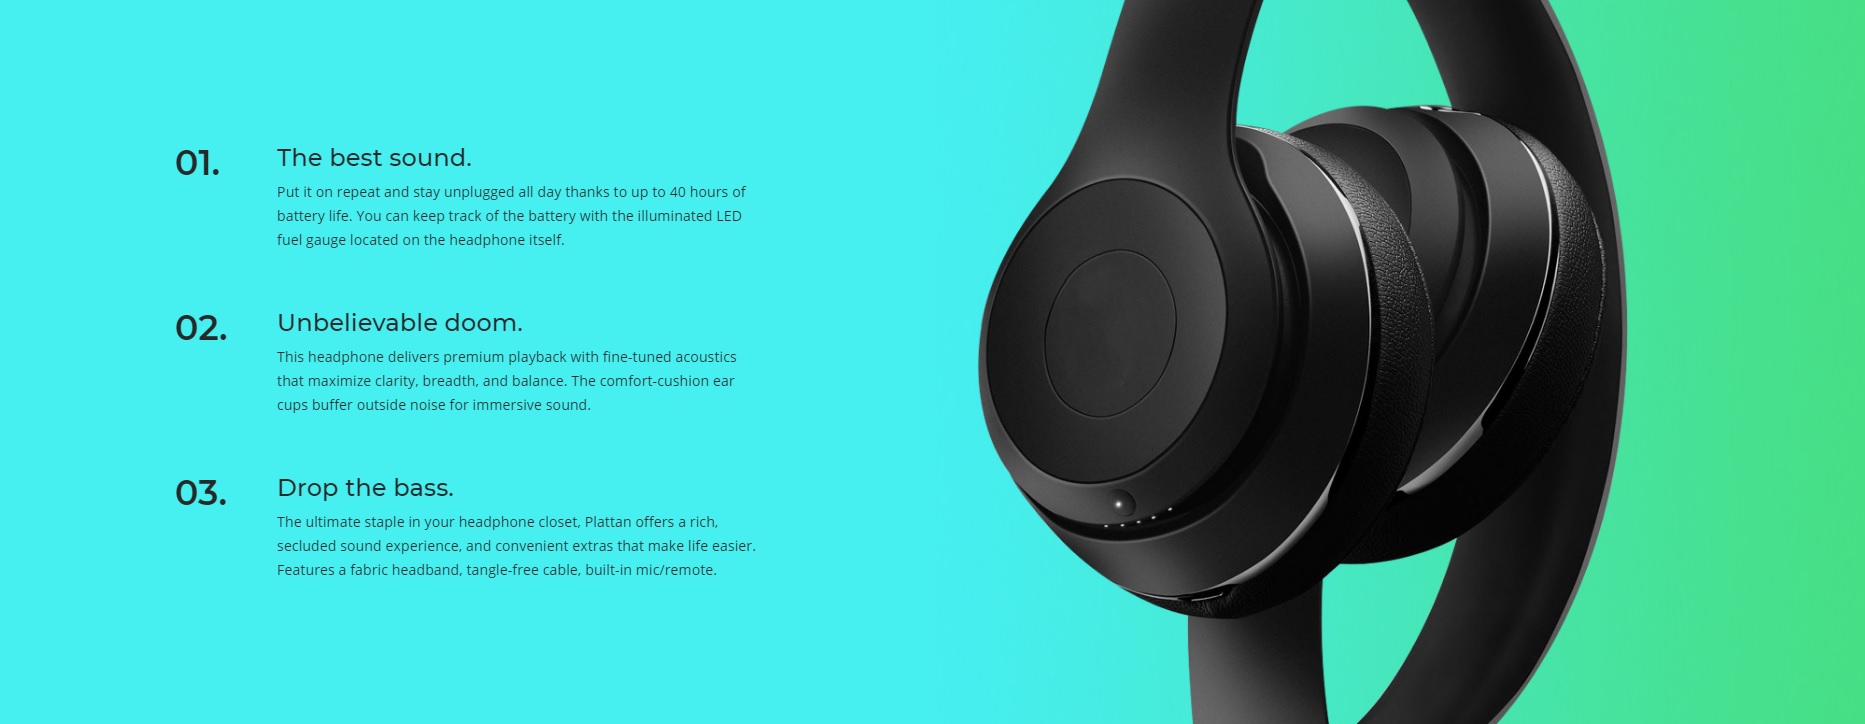 01.
The best sound.
Put it on repeat and stay unplugged all day thanks to up to 40 hours of
battery life. You can keep track of the battery with the illuminated LED
fuel gauge located on the headphone itself.
02.
Unbelievable doom.
This headphone delivers premium playback with fine-tuned acoustics
that maximize clarity, breadth, and balance. The comfort-cushion ear
cups buffer outside noise for immersive sound.
03.
Drop the bass.
The ultimate staple in your headphone closet, Plattan offers a rich,
secluded sound experience, and convenient extras that make life easier.
Features a fabric headband, tangle-free cable, built-in mic/remote.